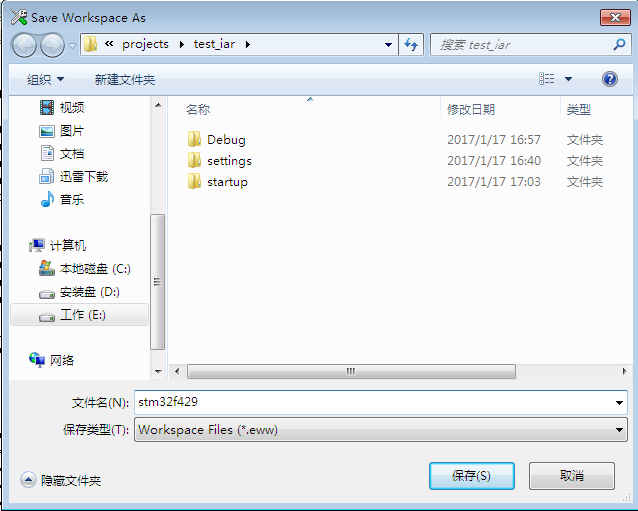 Save Workspace As
« projects ▸ test_iar ▸
搜索 test_iar
组织 新建文件夹
视频
图片
文档
迅雷下载
音乐
计算机
本地磁盘 (C:)
安装盘 (D:)
工作 (E:)
网络
名称 修改日期 类型
Debug 2017/1/17 16:57 文件夹
settings 2017/1/17 16:40 文件夹
startup 2017/1/17 17:03 文件夹
文件名(N): stm32f429
保存类型(T): Workspace Files (*.eww)
隐藏文件夹 保存(S) 取消